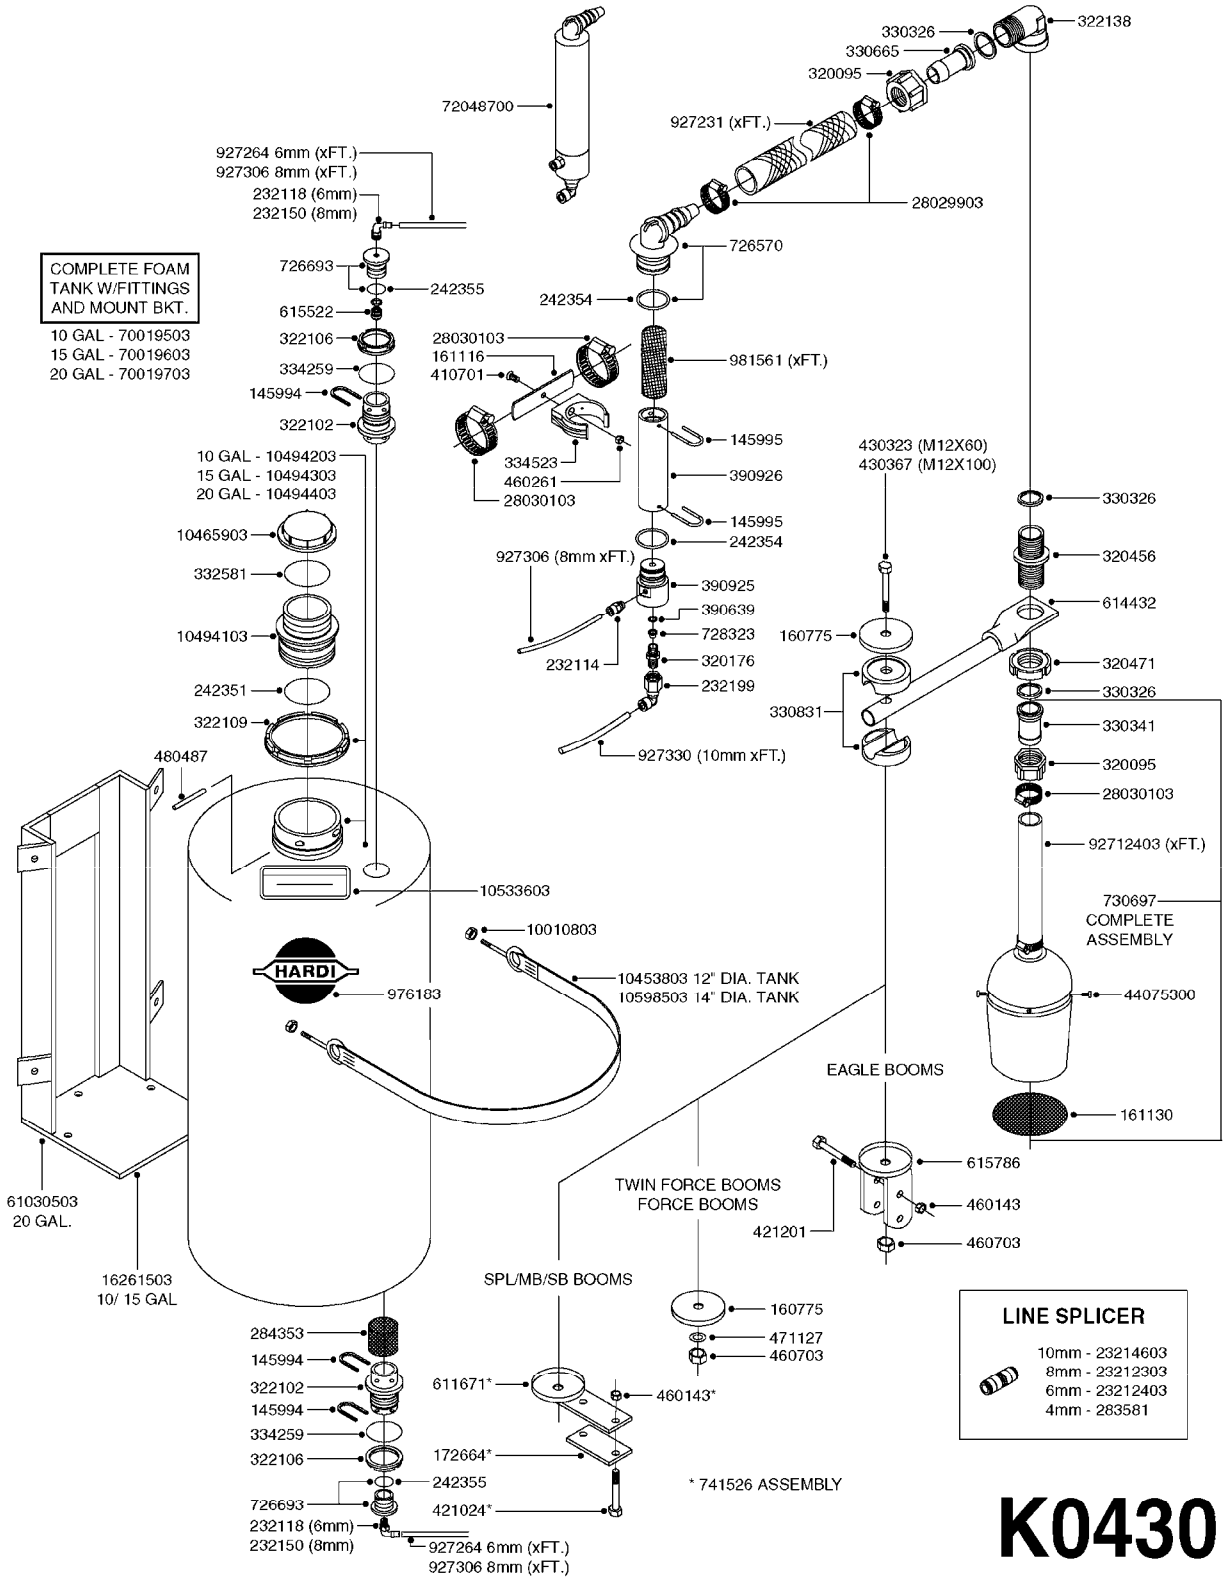 322138
330326
330665
320095
72048700
927231 (xFT.)
28029903
927264 6mm (xFT.)
927306 8mm (xFT.)
232118 (6mm)
232150 (8mm)
726570
COMPLETE FOAM
TANK W/FITTINGS
AND MOUNT BKT.
10 GAL - 70019503
15 GAL - 70019603
20 GAL - 70019703
726693
242355
615522
322106
334259
145994
322102
242354
28030103
161116
410701
981561 (xFT.)
334523
460261
28030103
145995
390926
145995
242354
430323 (M12X60)
430367 (M12X100)
10 GAL - 10494203
15 GAL - 10494303
20 GAL - 10494403
10465903
332581
10494103
242351
322109
480487
927306 (8mm xFT.)
390925
390639
728323
232114
320176
232199
927330 (10mm xFT.)
160775
330831
330326
320456
614432
320471
330326
330341
320095
28030103
92712403 (xFT.)
730697
COMPLETE
ASSEMBLY
44075300
161130
10533603
10010803
HARDI
976183
10453803 12" DIA. TANK
10598503 14" DIA. TANK
EAGLE BOOMS
615786
421201
460143
460703
61030503
20 GAL.
16261503
10/ 15 GAL
TWIN FORCE BOOMS
FORCE BOOMS
SPL/MB/SB BOOMS
160775
471127
460703
611671*
460143*
172664*
421024*
* 741526 ASSEMBLY
284353
145994
322102
145994
334259
322106
242355
726693
232118 (6mm)
232150 (8mm)
927264 6mm (xFT.)
927306 8mm (xFT.)
LINE SPLICER
10mm - 23214603
8mm - 23212303
6mm - 23212403
4mm - 283581
K0430